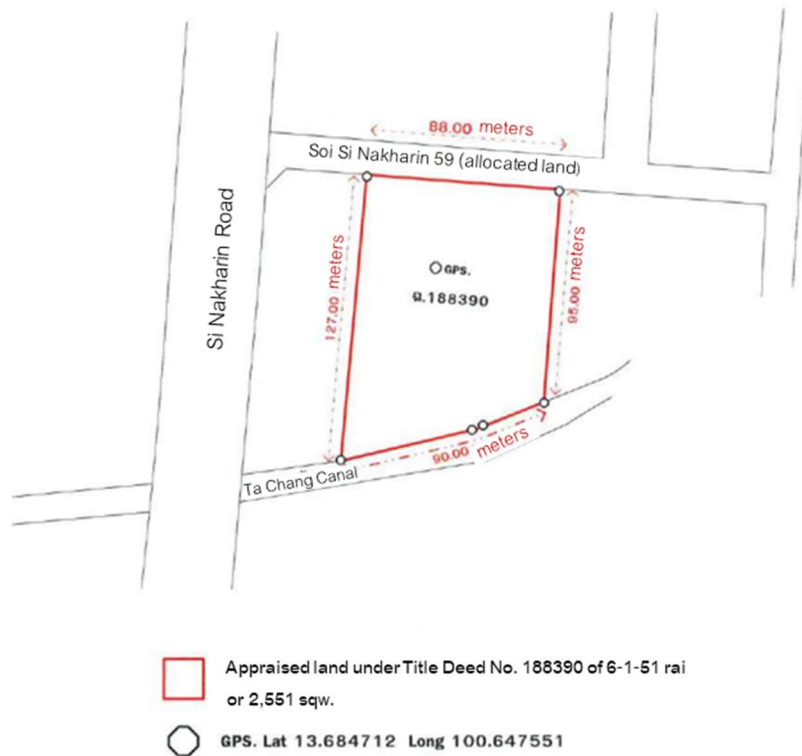 88.00 meters
Soi Si Nakharin 59 (allocated land)
Si Nakharin Road
127.00 meters
GPS.
ฉ.188390
95.00 meters
90.00 meters
Ta Chang Canal
Appraised land under Title Deed No. 188390 of 6-1-51 rai
or 2,551 sqw.
GPS. Lat 13.684712 Long 100.647551